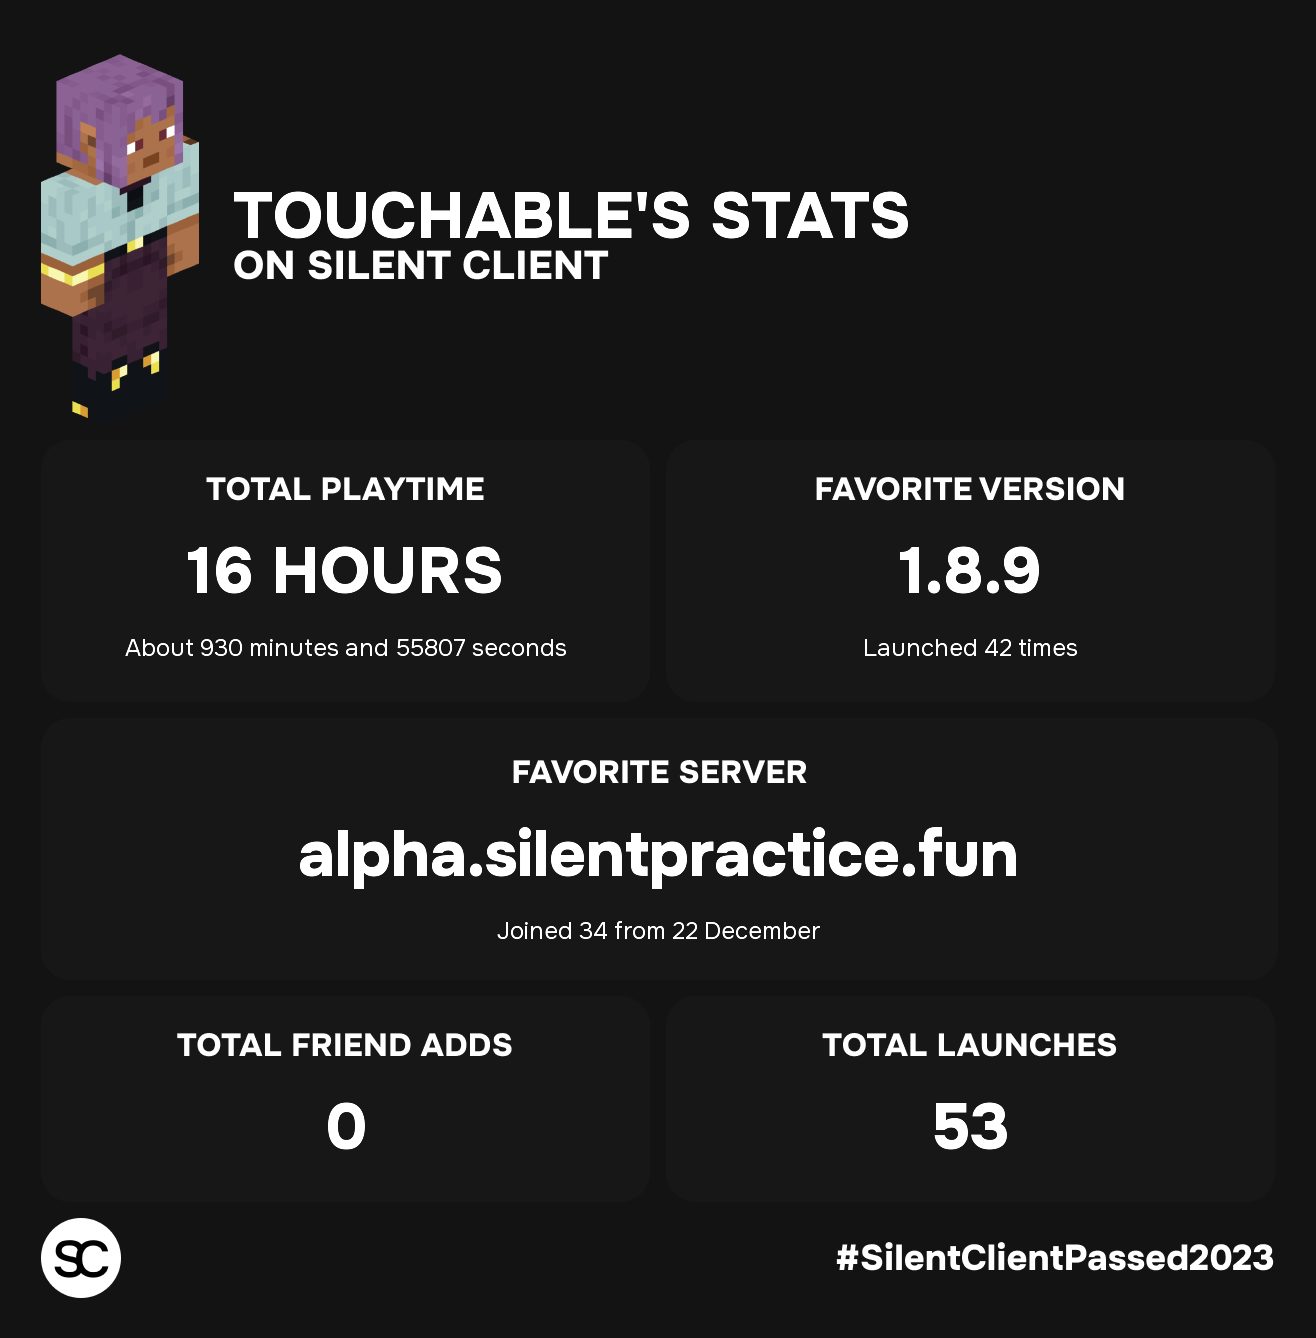 TOUCHABLE'S STATS
ON SILENT CLIENT
TOTAL PLAYTIME
16 HOURS
About 930 minutes and 55807 seconds
FAVORITE VERSION
1.8.9
Launched 42 times
FAVORITE SERVER
alpha.silentpractice.fun
Joined 34 from 22 December
TOTAL FRIEND ADDS
0
TOTAL LAUNCHES
53
SC
#SilentClientPassed2023